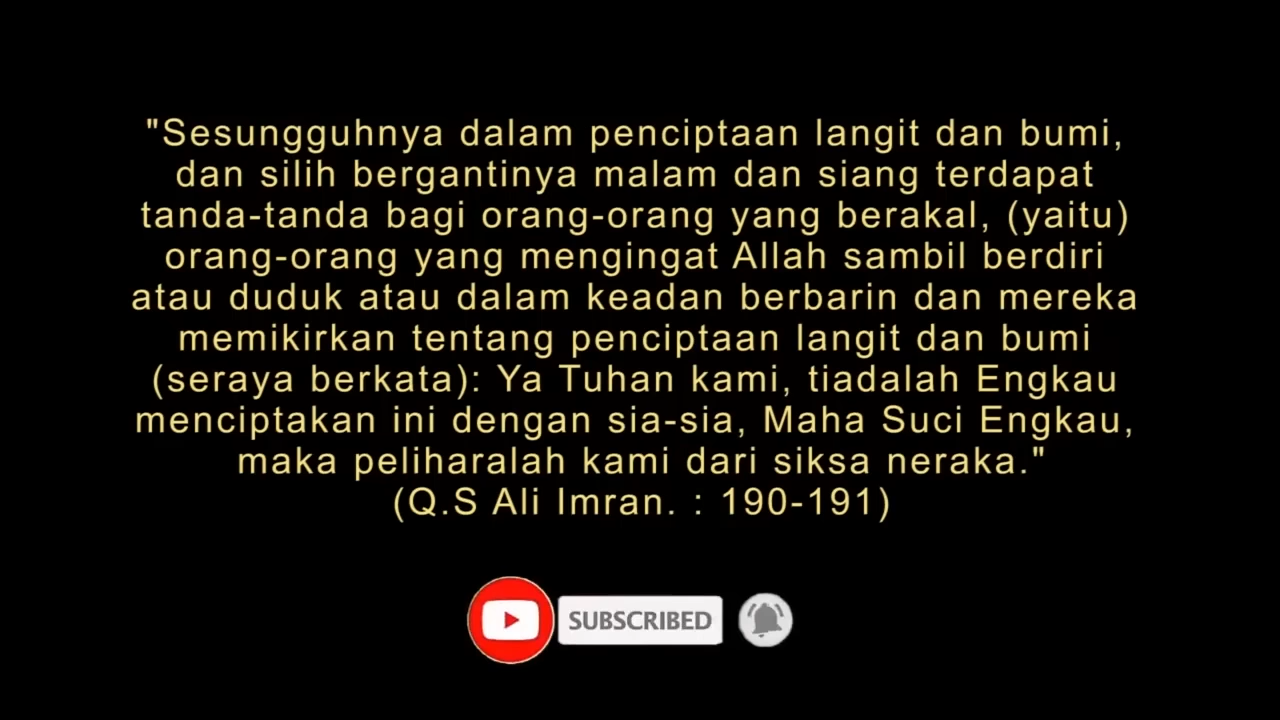 "Sesungguhnya dalam penciptaan langit dan bumi,
dan silih bergantinya malam dan siang terdapat
tanda-tanda bagi orang-orang yang berakal, (yaitu)
orang-orang yang mengingat Allah sambil berdiri
atau duduk atau dalam keadan berbarin dan mereka
memikirkan tentang penciptaan langit dan bumi
(seraya berkata): Ya Tuhan kami, tiadalah Engkau
menciptakan ini dengan sia-sia, Maha Suci Engkau,
maka peliharalah kami dari siksa neraka."
(Q.S Ali Imran. : 190-191)
SUBSCRIBED